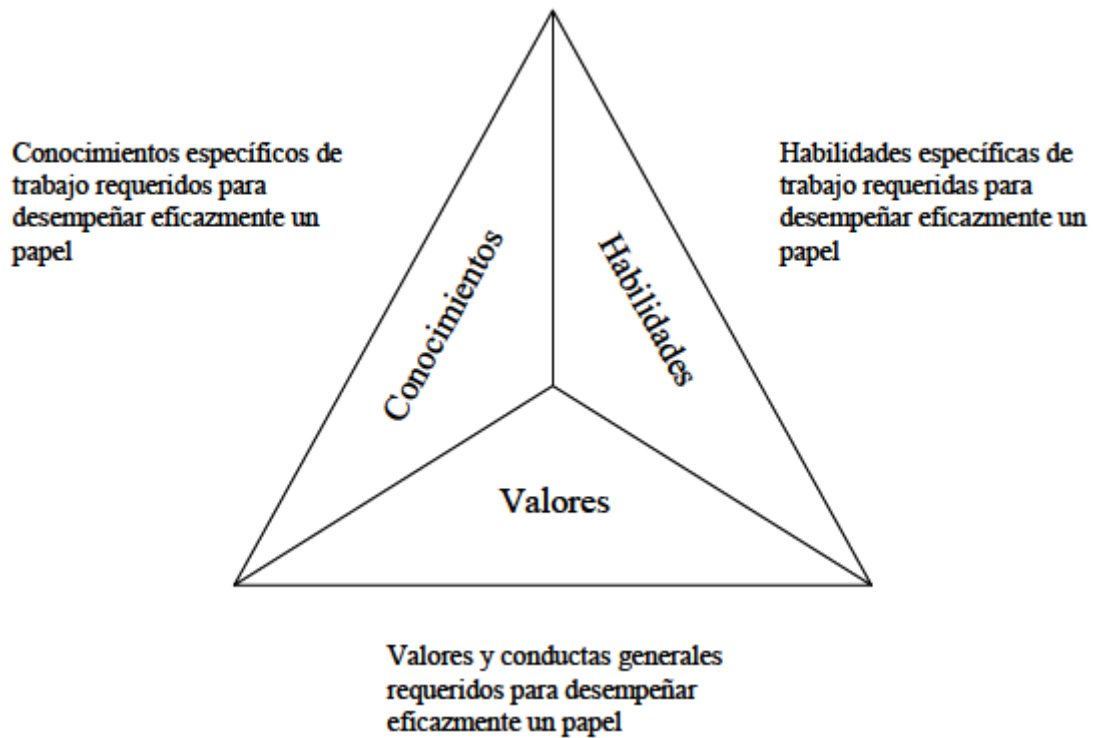 Conocimientos específicos de
trabajo requeridos para
desempeñar eficazmente un
papel
Habilidades específicas de
trabajo requeridas para
desempeñar eficazmente un
papel
Conocimientos
Habilidades
Valores
Valores y conductas generales
requeridos para desempeñar
eficazmente un papel